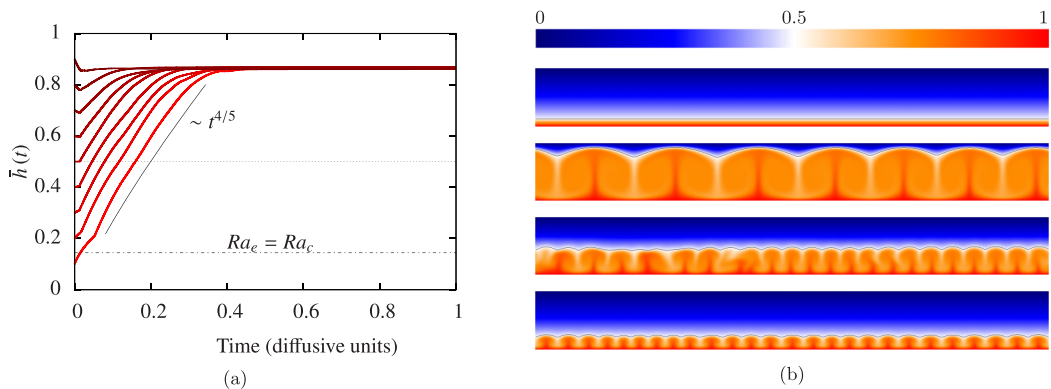 1
0.8
0.6
0.4
0.2
0
h̄(t)
~ t^{4/5}
Ra_e = Ra_c
0 0.2 0.4 0.6 0.8 1
Time (diffusive units)
(a)
0 0.5 1
(b)